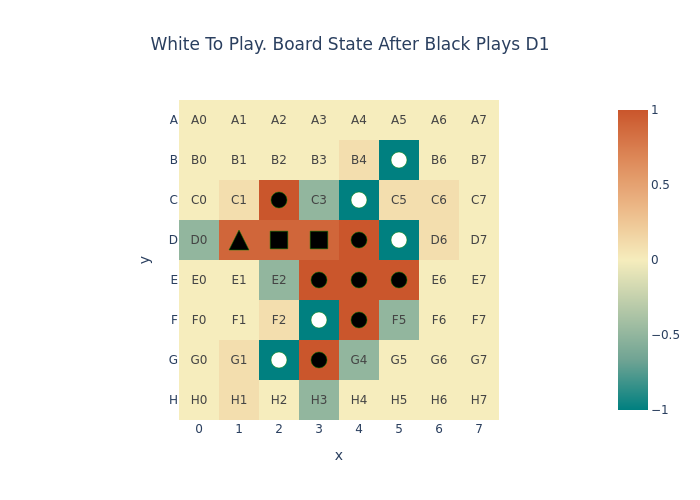 White To Play. Board State After Black Plays D1
A A0 A1 A2 A3 A4 A5 A6 A7
B B0 B1 B2 B3 B4 B6 B7
C C0 C1 C3 C5 C6 C7
D D0 D6 D7
E E0 E1 E2 E6 E7
F F0 F1 F2 F5 F6 F7
G G0 G1 G4 G5 G6 G7
H H0 H1 H2 H3 H4 H5 H6 H7
0 1 2 3 4 5 6 7
x
y
1
0.5
0
−0.5
−1